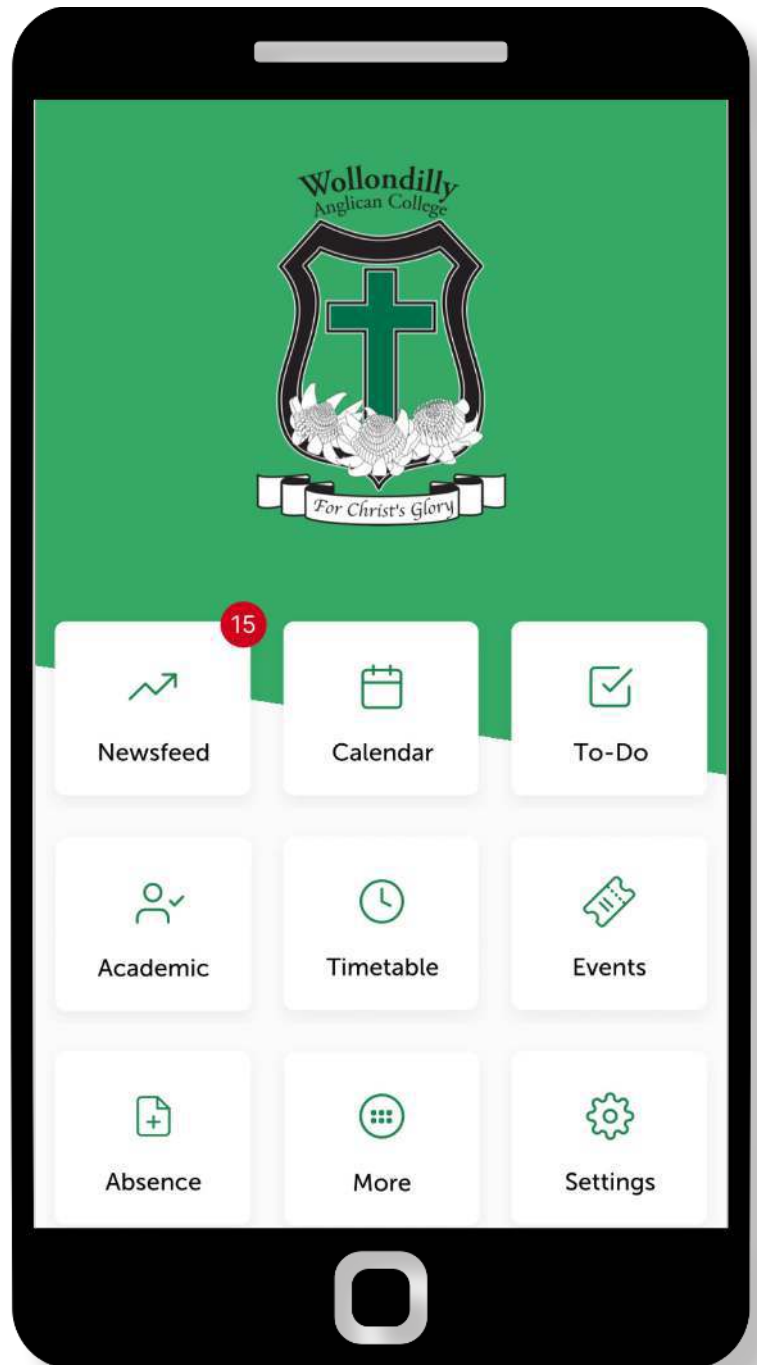 Wollondilly
Anglican College
For Christ's Glory
15
Newsfeed Calendar To-Do
Academic Timetable Events
Absence More Settings